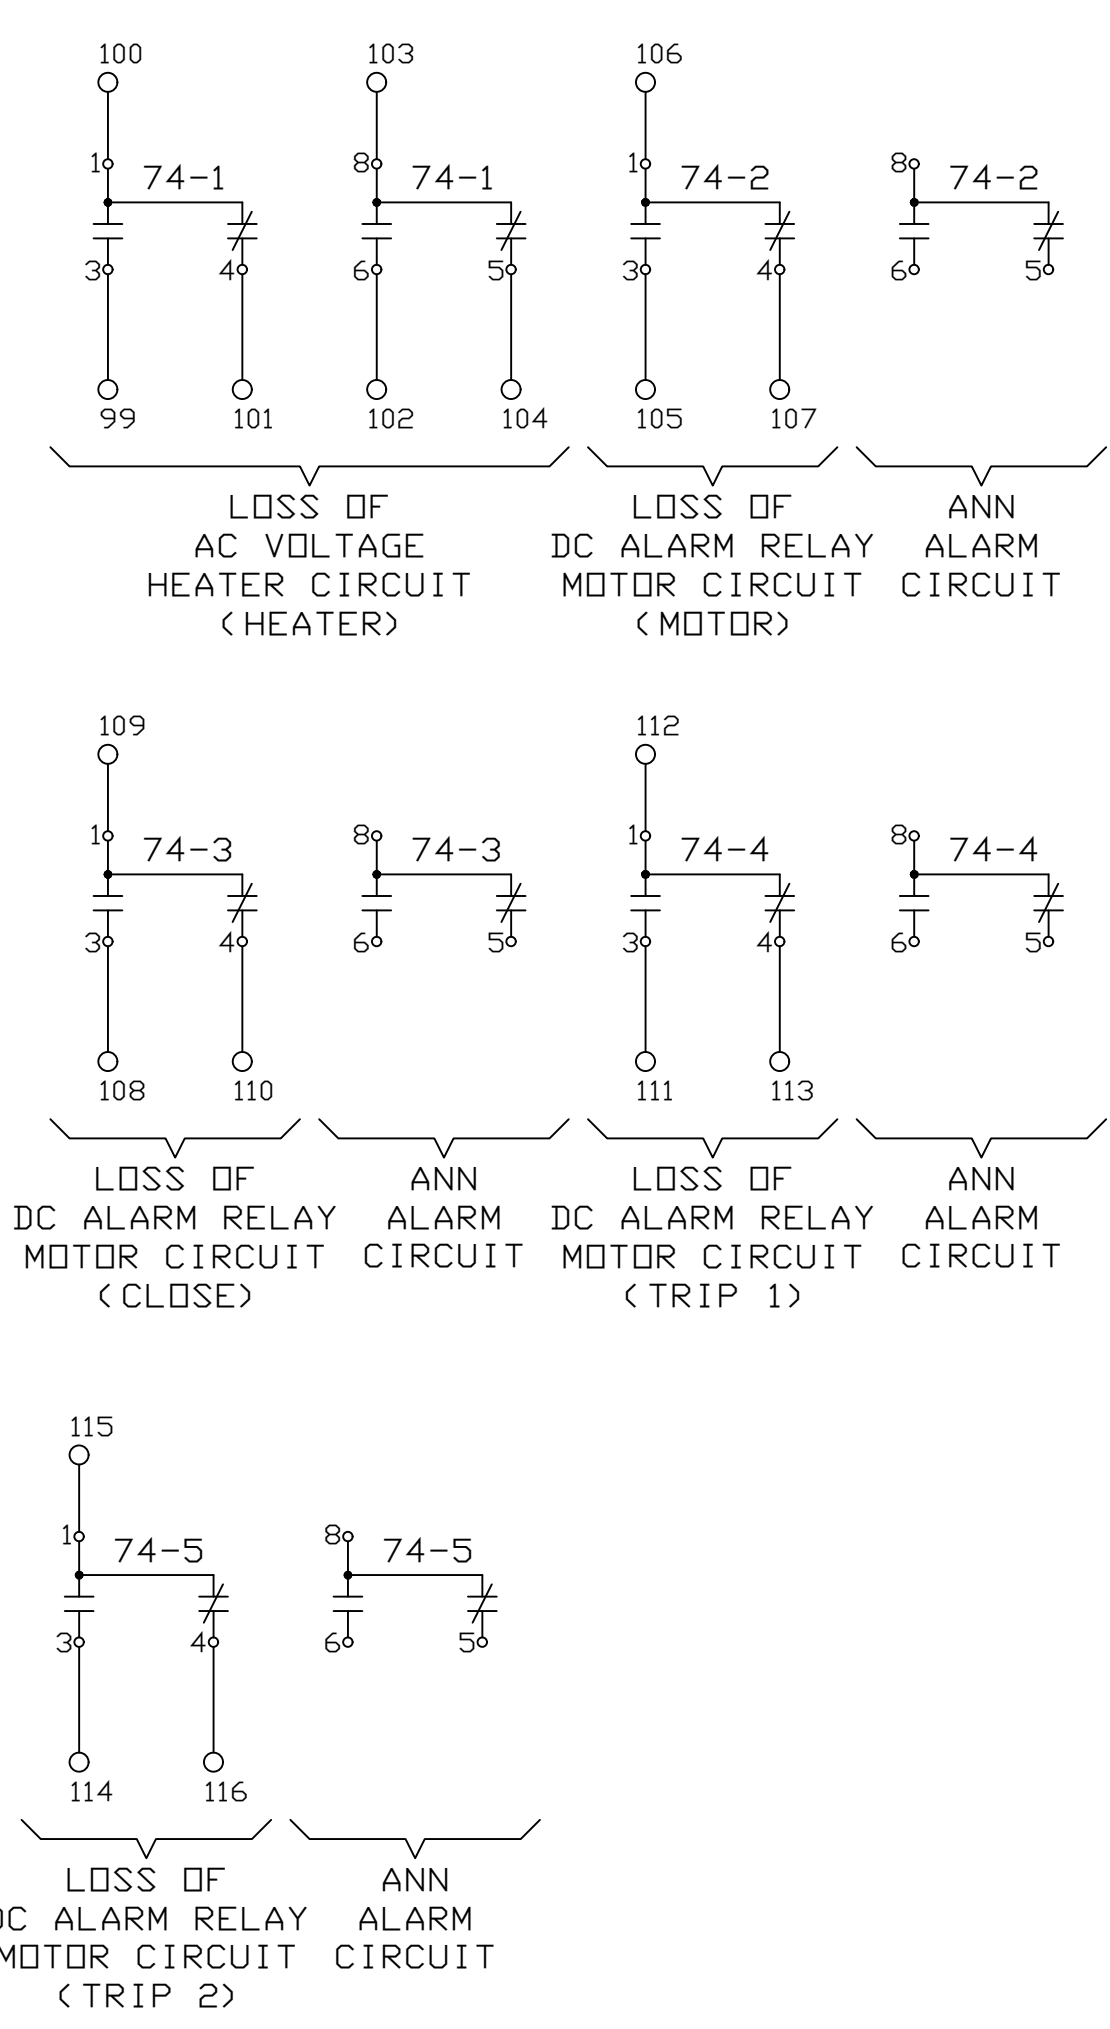 100 103 106
1 74-1 8 74-1 1 74-2 8 74-2
3 4 6 5 3 4 6 5
99 101 102 104 105 107
LOSS OF
AC VOLTAGE
HEATER CIRCUIT
(HEATER)
LOSS OF
DC ALARM RELAY
MOTOR CIRCUIT
(MOTOR)
ANN
ALARM
CIRCUIT
109 112
1 74-3 8 74-3 1 74-4 8 74-4
3 4 6 5 3 4 6 5
108 110 111 113
LOSS OF
DC ALARM RELAY
MOTOR CIRCUIT
(CLOSE)
ANN
ALARM
CIRCUIT
LOSS OF
DC ALARM RELAY
MOTOR CIRCUIT
(TRIP 1)
ANN
ALARM
CIRCUIT
115
1 74-5 8 74-5
3 4 6 5
114 116
LOSS OF
DC ALARM RELAY
MOTOR CIRCUIT
(TRIP 2)
ANN
ALARM
CIRCUIT